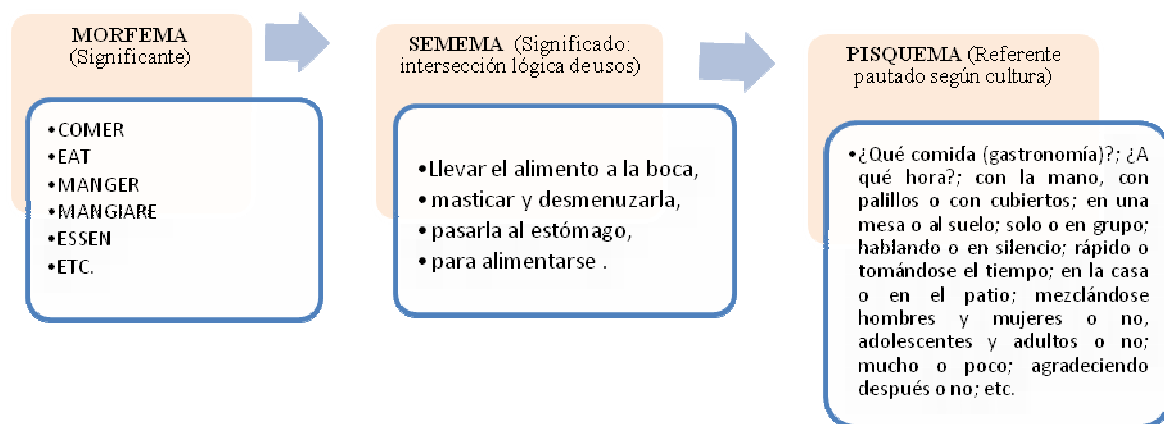 MORFEMA
(Significante)
•COMER
•EAT
•MANGER
•MANGIARE
•ESSEN
•ETC.
SEMEMA (Significado:
intersección lógica de usos)
•Llevar el alimento a la boca,
•masticar y desmenuzarla,
•pasarla al estómago,
•para alimentarse .
PISQUEMA (Referente
pautado según cultura)
•¿Qué comida (gastronomía)?; ¿A
qué hora?; con la mano, con
palillos o con cubiertos; en una
mesa o al suelo; solo o en grupo;
hablando o en silencio; rápido o
tomándose el tiempo; en la casa
o en el patio; mezclándose
hombres y mujeres o no,
adolescentes y adultos o no;
mucho o poco; agradeciendo
después o no; etc.